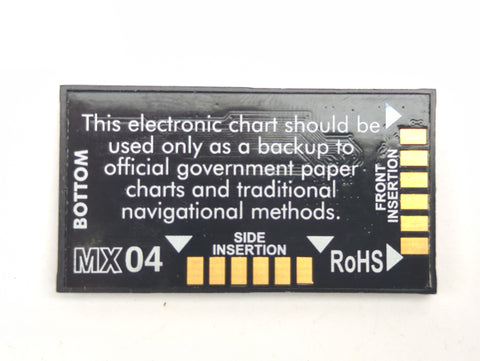 This electronic chart should be
used only as a backup to
official government paper
charts and traditional
navigational methods.
BOTTOM
FRONT
INSERTION
SIDE
INSERTION
MX04
RoHS